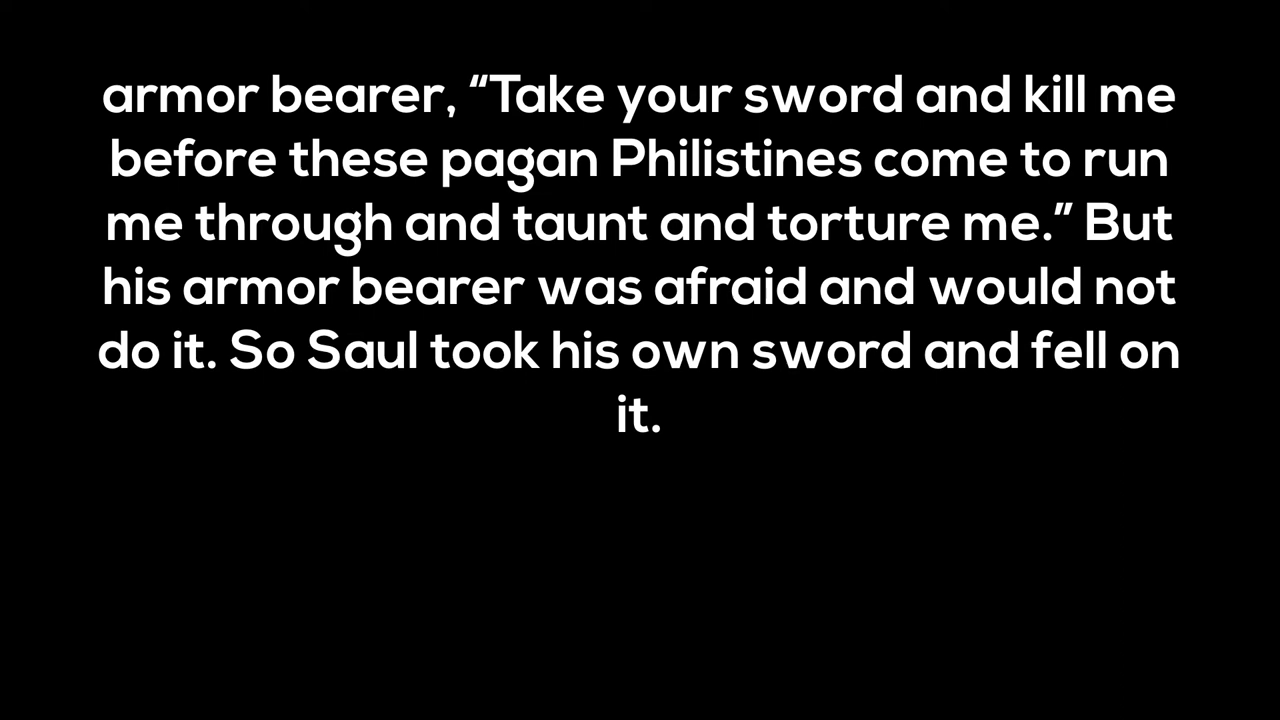 armor bearer, “Take your sword and kill me
before these pagan Philistines come to run
me through and taunt and torture me.” But
his armor bearer was afraid and would not
do it. So Saul took his own sword and fell on
it.